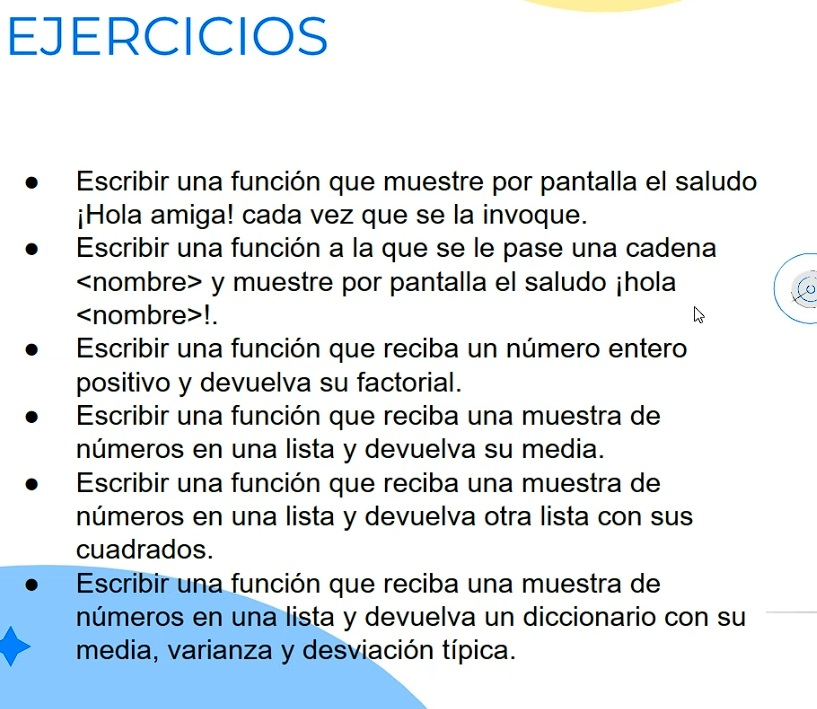 EJERCICIOS
● Escribir una función que muestre por pantalla el saludo
¡Hola amiga! cada vez que se la invoque.
● Escribir una función a la que se le pase una cadena
<nombre> y muestre por pantalla el saludo ¡hola
<nombre>!.
● Escribir una función que reciba un número entero
positivo y devuelva su factorial.
● Escribir una función que reciba una muestra de
números en una lista y devuelva su media.
● Escribir una función que reciba una muestra de
números en una lista y devuelva otra lista con sus
cuadrados.
● Escribir una función que reciba una muestra de
números en una lista y devuelva un diccionario con su
media, varianza y desviación típica.